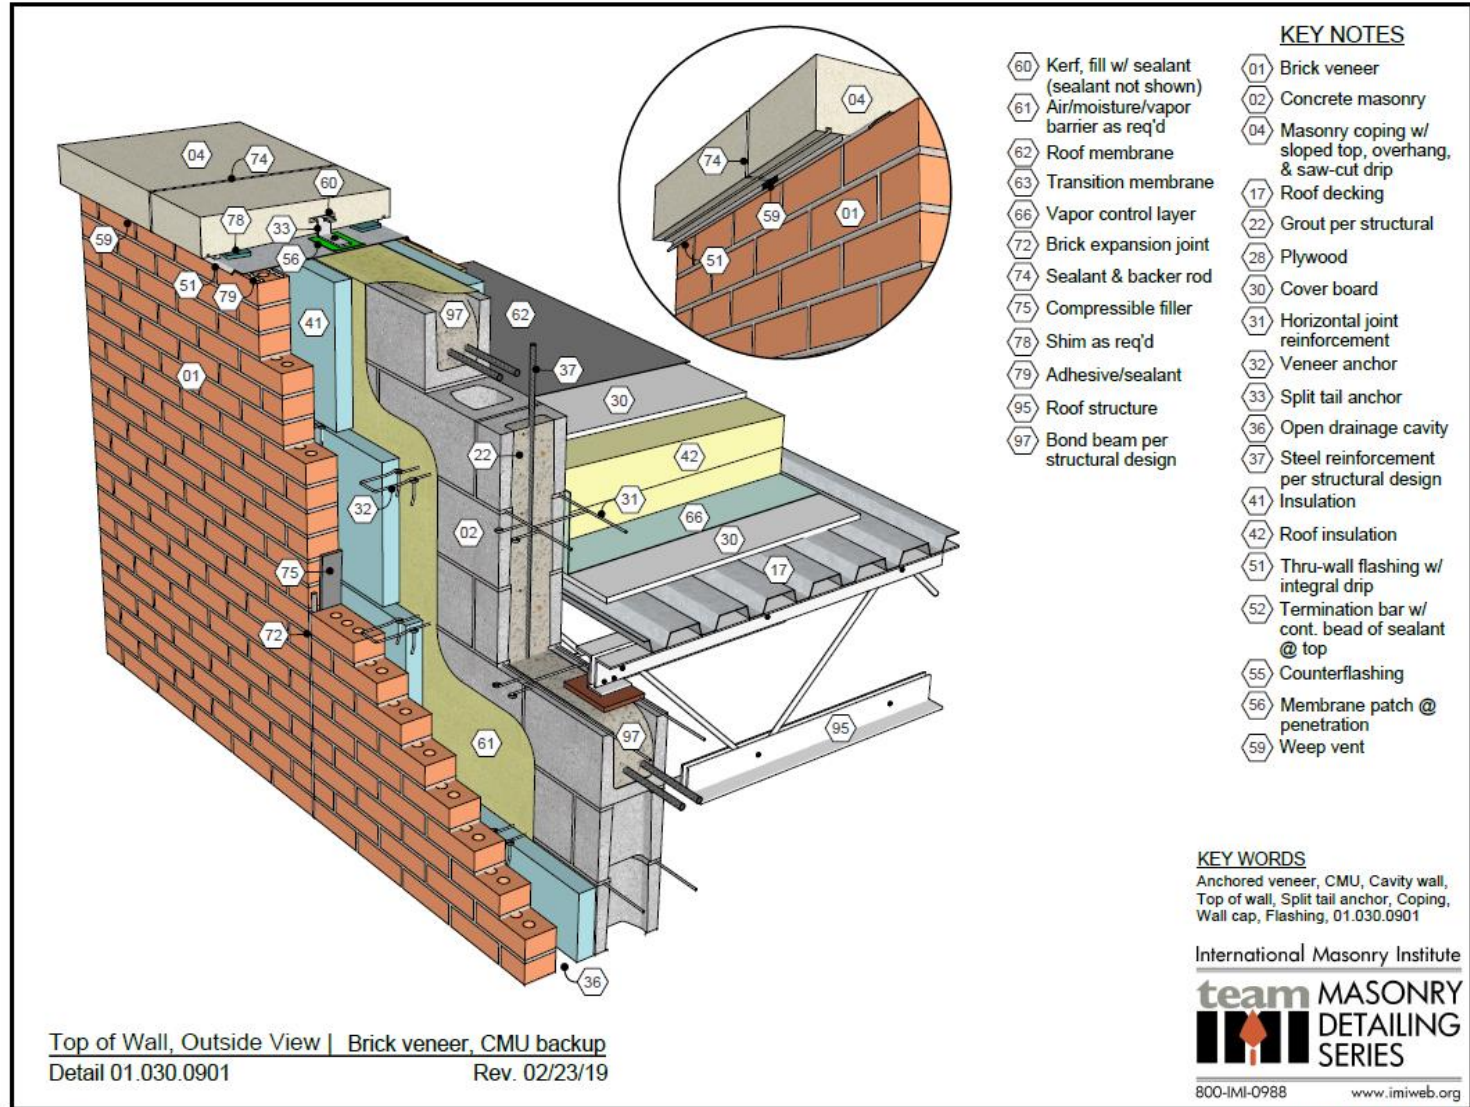 04
74
60
78
33
59
56
51
79
41
97
62
01
37
30
22
42
32
31
02
66
30
75
17
72
61
97
95
36
04
74
59
01
51
60 Kerf, fill w/ sealant
(sealant not shown)
61 Air/moisture/vapor
barrier as req'd
62 Roof membrane
63 Transition membrane
66 Vapor control layer
72 Brick expansion joint
74 Sealant & backer rod
75 Compressible filler
78 Shim as req'd
79 Adhesive/sealant
95 Roof structure
97 Bond beam per
structural design
KEY NOTES
01 Brick veneer
02 Concrete masonry
04 Masonry coping w/
sloped top, overhang,
& saw-cut drip
17 Roof decking
22 Grout per structural
28 Plywood
30 Cover board
31 Horizontal joint
reinforcement
32 Veneer anchor
33 Split tail anchor
36 Open drainage cavity
37 Steel reinforcement
per structural design
41 Insulation
42 Roof insulation
51 Thru-wall flashing w/
integral drip
52 Termination bar w/
cont. bead of sealant
@ top
55 Counterflashing
56 Membrane patch @
penetration
59 Weep vent
KEY WORDS
Anchored veneer, CMU, Cavity wall,
Top of wall, Split tail anchor, Coping,
Wall cap, Flashing, 01.030.0901
International Masonry Institute
team IMI
MASONRY
DETAILING
SERIES
800-IMI-0988 www.imiweb.org
Top of Wall, Outside View | Brick veneer, CMU backup
Detail 01.030.0901 Rev. 02/23/19